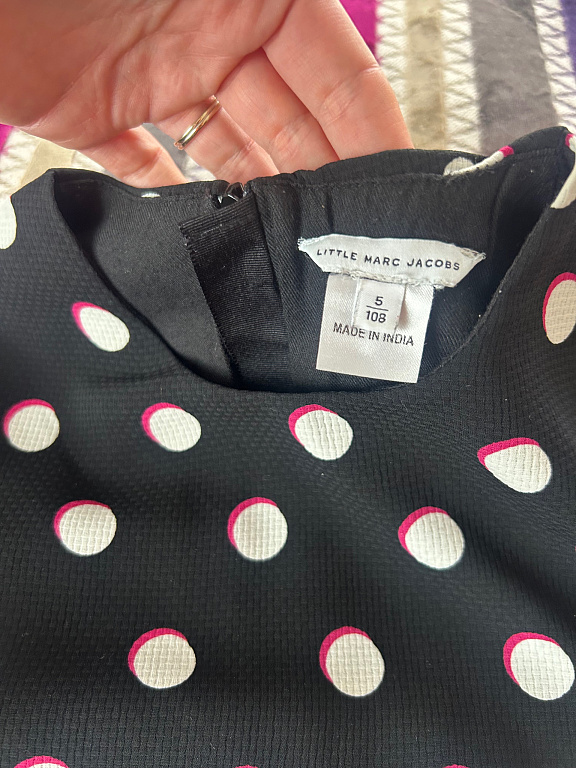 LITTLE MARC JACOBS
5
108
MADE IN INDIA